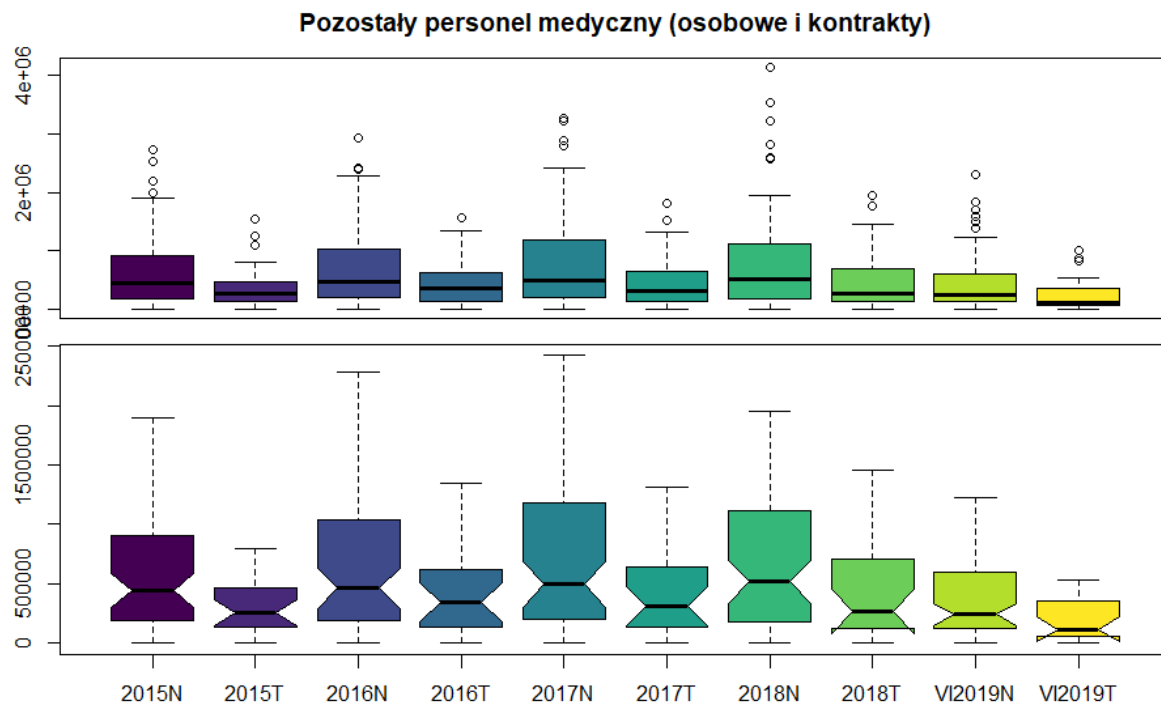 Pozostały personel medyczny (osobowe i kontrakty)
4e+06
2e+06
2500000
1500000
500000
0
2015N 2015T 2016N 2016T 2017N 2017T 2018N 2018T VI2019N VI2019T